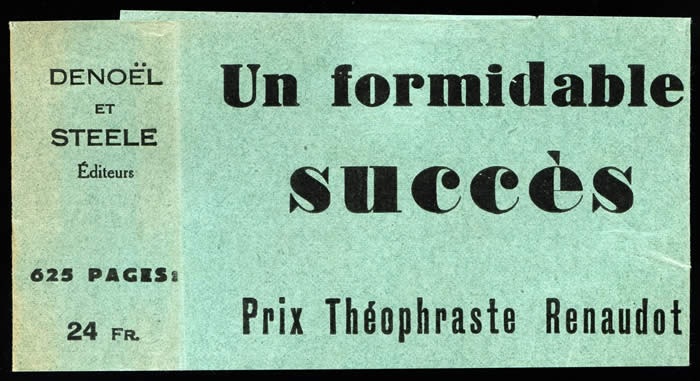 DENOËL
ET
STEELE
Éditeurs
625 PAGES:
24 FR.
Un formidable
succès
Prix Théophraste Renaudot